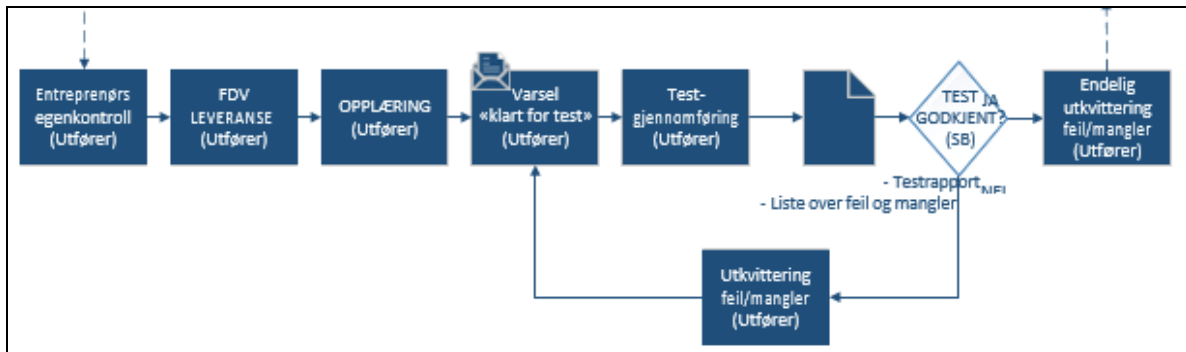 Entreprenørs
egenkontroll
(Utfører)
FDV
LEVERANSE
(Utfører)
OPPLÆRING
(Utfører)
Varsel
«klart for test»
(Utfører)
Test-
gjennomføring
(Utfører)
TEST
GODKJENT?
(SB)
JA
Endelig
utkvittering
feil/mangler
(Utfører)
- Testrapport
- Liste over feil og mangler
NEI
Utkvittering
feil/mangler
(Utfører)